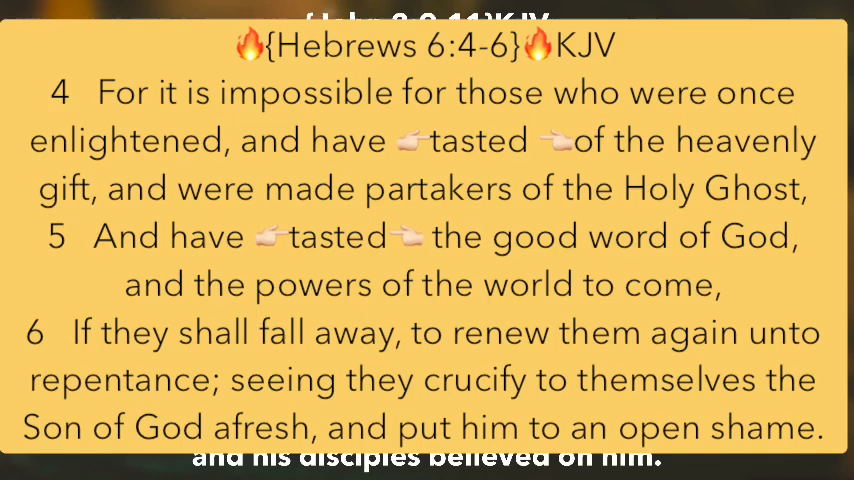 🔥{Hebrews 6:4-6}🔥KJV
4 For it is impossible for those who were once
enlightened, and have 👉tasted 👈of the heavenly
gift, and were made partakers of the Holy Ghost,
5 And have 👉tasted👈 the good word of God,
and the powers of the world to come,
6 If they shall fall away, to renew them again unto
repentance; seeing they crucify to themselves the
Son of God afresh, and put him to an open shame.
and his disciples believed on him.